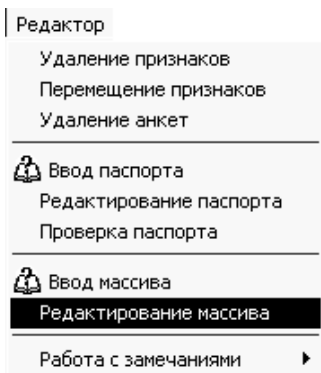 Редактор
Удаление признаков
Перемещение признаков
Удаление анкет
Ввод паспорта
Редактирование паспорта
Проверка паспорта
Ввод массива
Редактирование массива
Работа с замечаниями